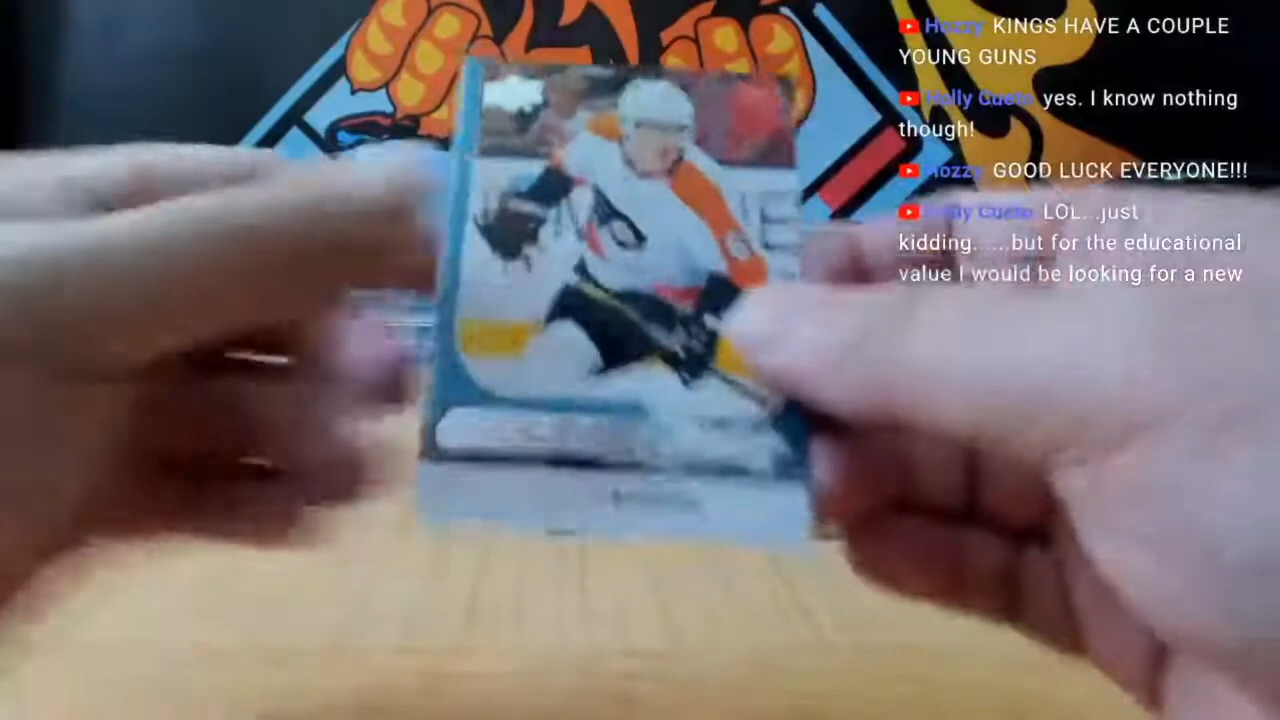 Hozzy KINGS HAVE A COUPLE
YOUNG GUNS
Holly Cueto yes. I know nothing
though!
Hozzy GOOD LUCK EVERYONE!!!
Holly Cueto LOL...just
kidding......but for the educational
value I would be looking for a new